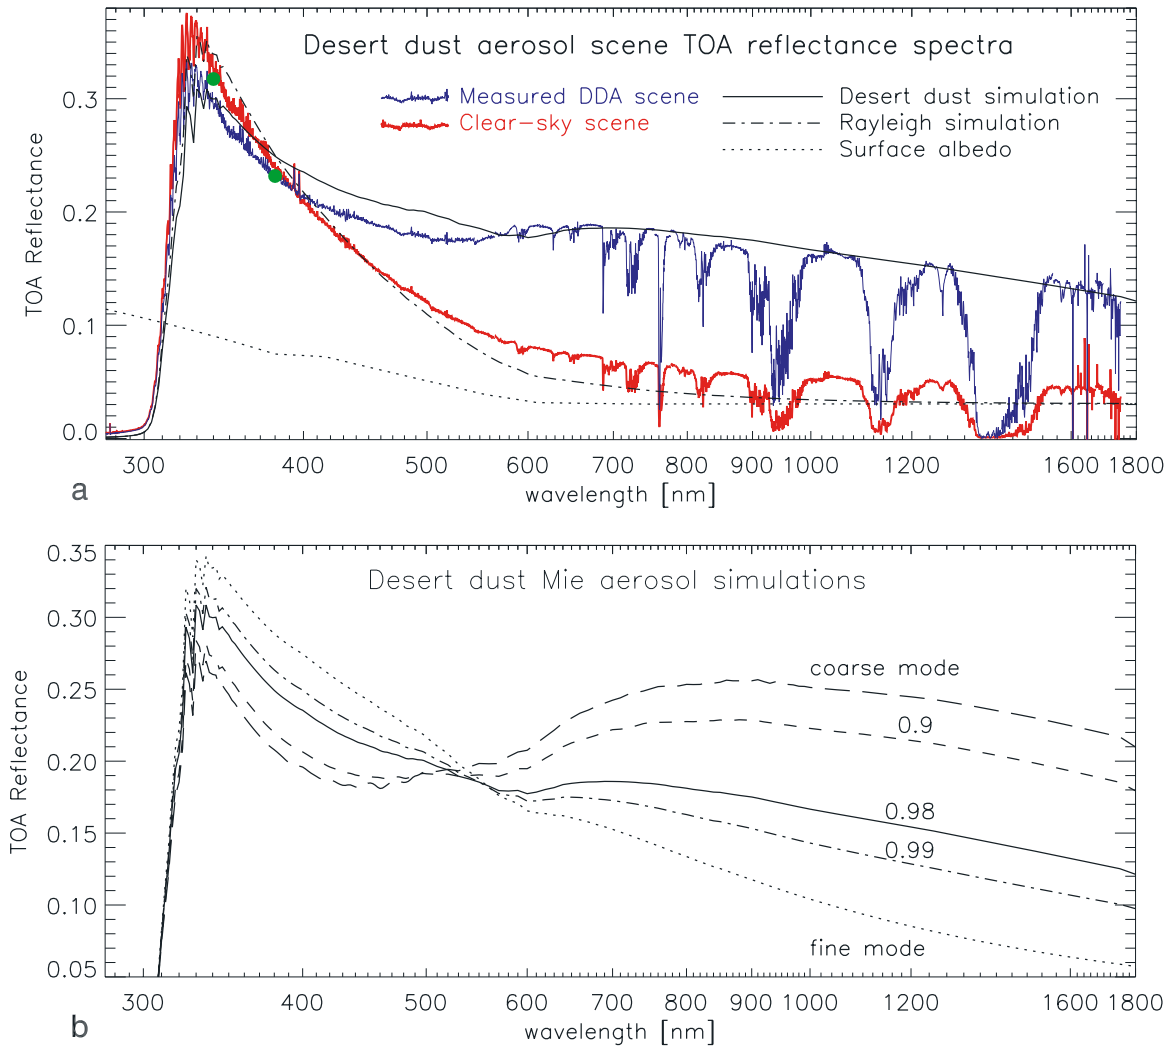 Desert dust aerosol scene TOA reflectance spectra
Measured DDA scene
Clear-sky scene
Desert dust simulation
Rayleigh simulation
Surface albedo
TOA Reflectance
0.3
0.2
0.1
0.0
300 400 500 600 700 800 900 1000 1200 1600 1800
wavelength [nm]
a
Desert dust Mie aerosol simulations
coarse mode
0.9
0.98
0.99
fine mode
TOA Reflectance
0.35
0.30
0.25
0.20
0.15
0.10
0.05
300 400 500 600 700 800 900 1000 1200 1600 1800
wavelength [nm]
b